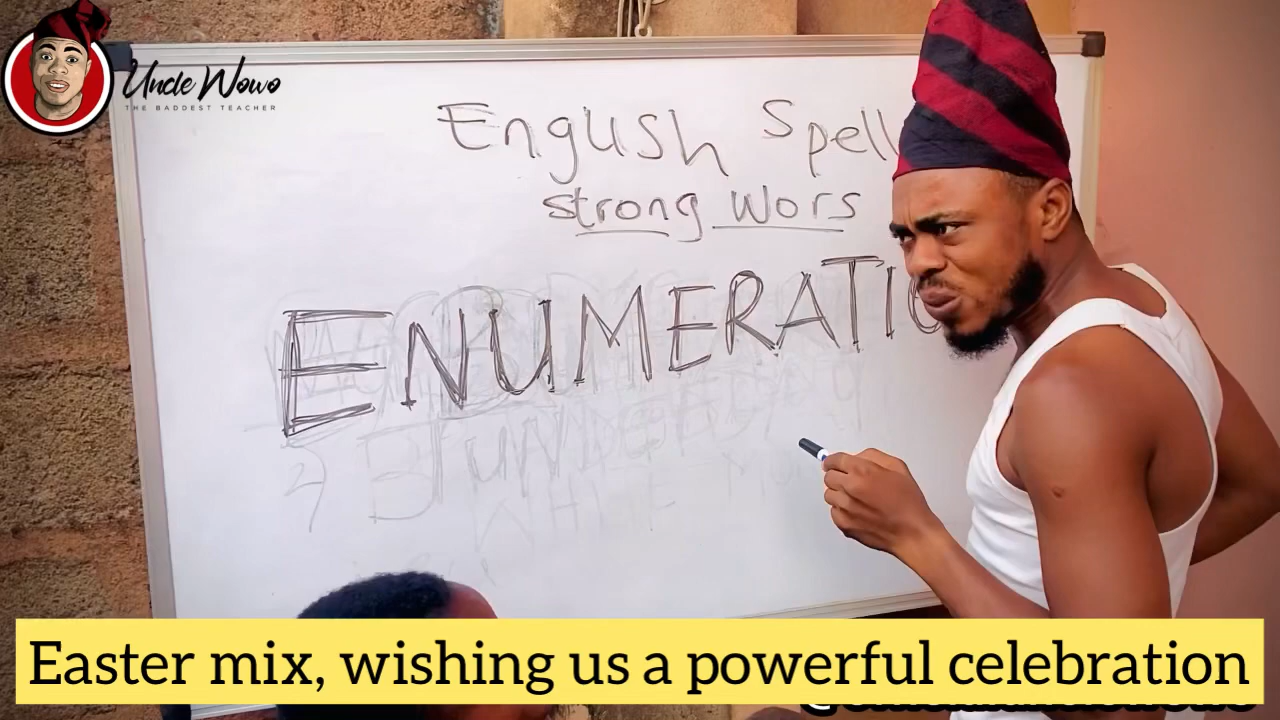 Uncle Wowo
THE BADDEST TEACHER
English Spell
strong wors
ENUMERATIO
Easter mix, wishing us a powerful celebration